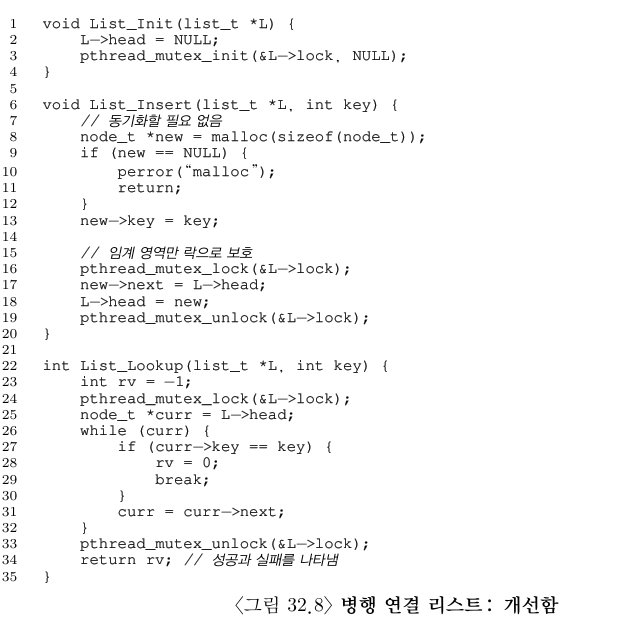 1 void List_Init(list_t *L) {
2 L->head = NULL;
3 pthread_mutex_init(&L->lock, NULL);
4 }
5
6 void List_Insert(list_t *L, int key) {
7 // 동기화할 필요 없음
8 node_t *new = malloc(sizeof(node_t));
9 if (new == NULL) {
10 perror(“malloc”);
11 return;
12 }
13 new->key = key;
14
15 // 임계 영역만 락으로 보호
16 pthread_mutex_lock(&L->lock);
17 new->next = L->head;
18 L->head = new;
19 pthread_mutex_unlock(&L->lock);
20 }
21
22 int List_Lookup(list_t *L, int key) {
23 int rv = -1;
24 pthread_mutex_lock(&L->lock);
25 node_t *curr = L->head;
26 while (curr) {
27 if (curr->key == key) {
28 rv = 0;
29 break;
30 }
31 curr = curr->next;
32 }
33 pthread_mutex_unlock(&L->lock);
34 return rv; // 성공과 실패를 나타냄
35 }
〈그림 32.8〉 병행 연결 리스트: 개선함